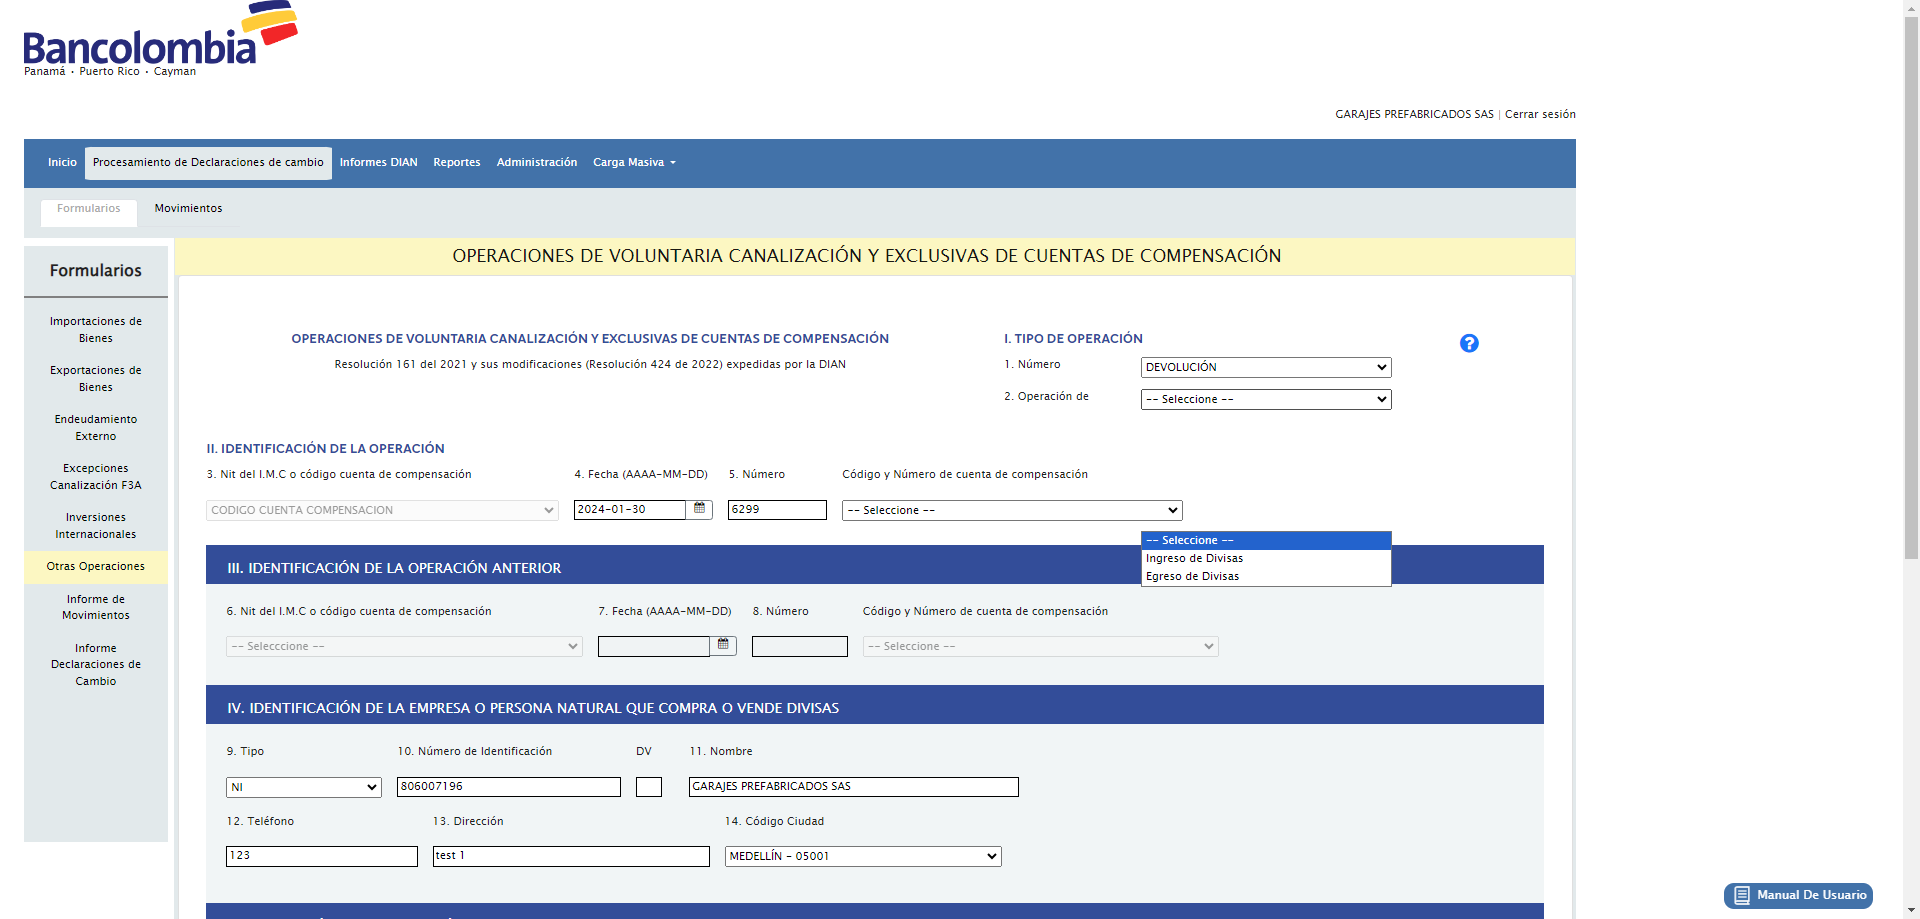 Bancolombia
Panamá • Puerto Rico • Cayman
GARAJES PREFABRICADOS SAS | Cerrar sesión
Inicio Procesamiento de Declaraciones de cambio Informes DIAN Reportes Administración Carga Masiva
Formularios Movimientos
Formularios
Importaciones de
Bienes
Exportaciones de
Bienes
Endeudamiento
Externo
Excepciones
Canalización F3A
Inversiones
Internacionales
Otras Operaciones
Informe de
Movimientos
Informe
Declaraciones de
Cambio
OPERACIONES DE VOLUNTARIA CANALIZACIÓN Y EXCLUSIVAS DE CUENTAS DE COMPENSACIÓN
OPERACIONES DE VOLUNTARIA CANALIZACIÓN Y EXCLUSIVAS DE CUENTAS DE COMPENSACIÓN
Resolución 161 del 2021 y sus modificaciones (Resolución 424 de 2022) expedidas por la DIAN
I. TIPO DE OPERACIÓN
?
1. Número DEVOLUCIÓN
2. Operación de -- Seleccione --
II. IDENTIFICACIÓN DE LA OPERACIÓN
3. Nit del I.M.C o código cuenta de compensación 4. Fecha (AAAA-MM-DD) 5. Número Código y Número de cuenta de compensación
CODIGO CUENTA COMPENSACION 2024-01-30 6299 -- Seleccione --
-- Seleccione --
Ingreso de Divisas
Egreso de Divisas
III. IDENTIFICACIÓN DE LA OPERACIÓN ANTERIOR
6. Nit del I.M.C o código cuenta de compensación 7. Fecha (AAAA-MM-DD) 8. Número Código y Número de cuenta de compensación
-- Selecccione -- -- Seleccione --
IV. IDENTIFICACIÓN DE LA EMPRESA O PERSONA NATURAL QUE COMPRA O VENDE DIVISAS
9. Tipo 10. Número de Identificación DV 11. Nombre
NI 806007196 GARAJES PREFABRICADOS SAS
12. Teléfono 13. Dirección 14. Código Ciudad
123 test 1 MEDELLÍN - 05001
Manual De Usuario